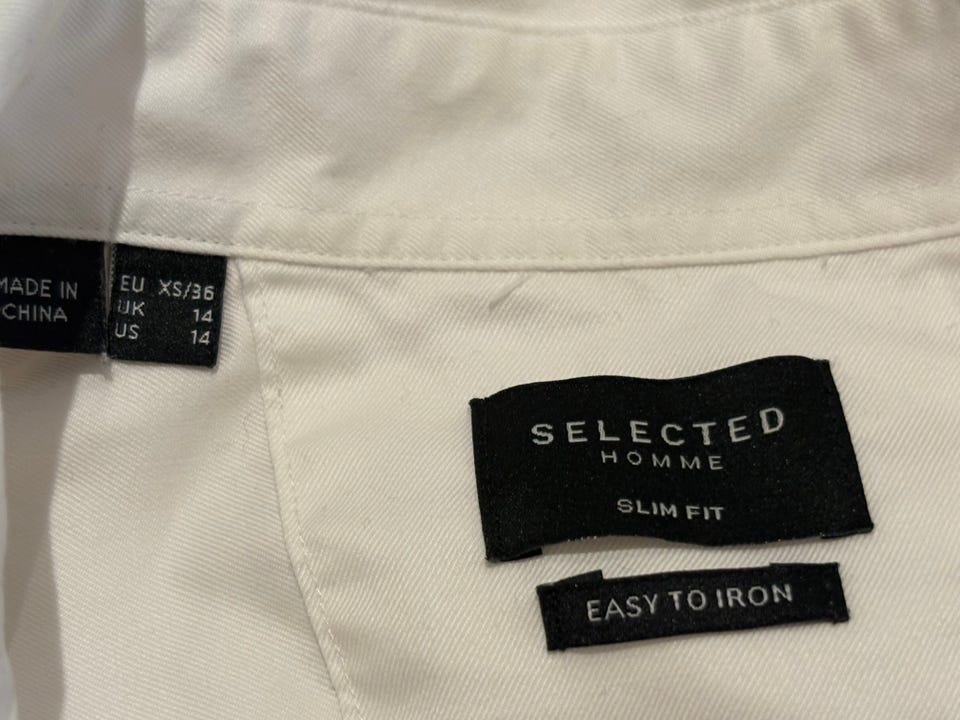 MADE IN
CHINA
EU XS/36
UK 14
US 14
SELECTED
HOMME
SLIM FIT
EASY TO IRON